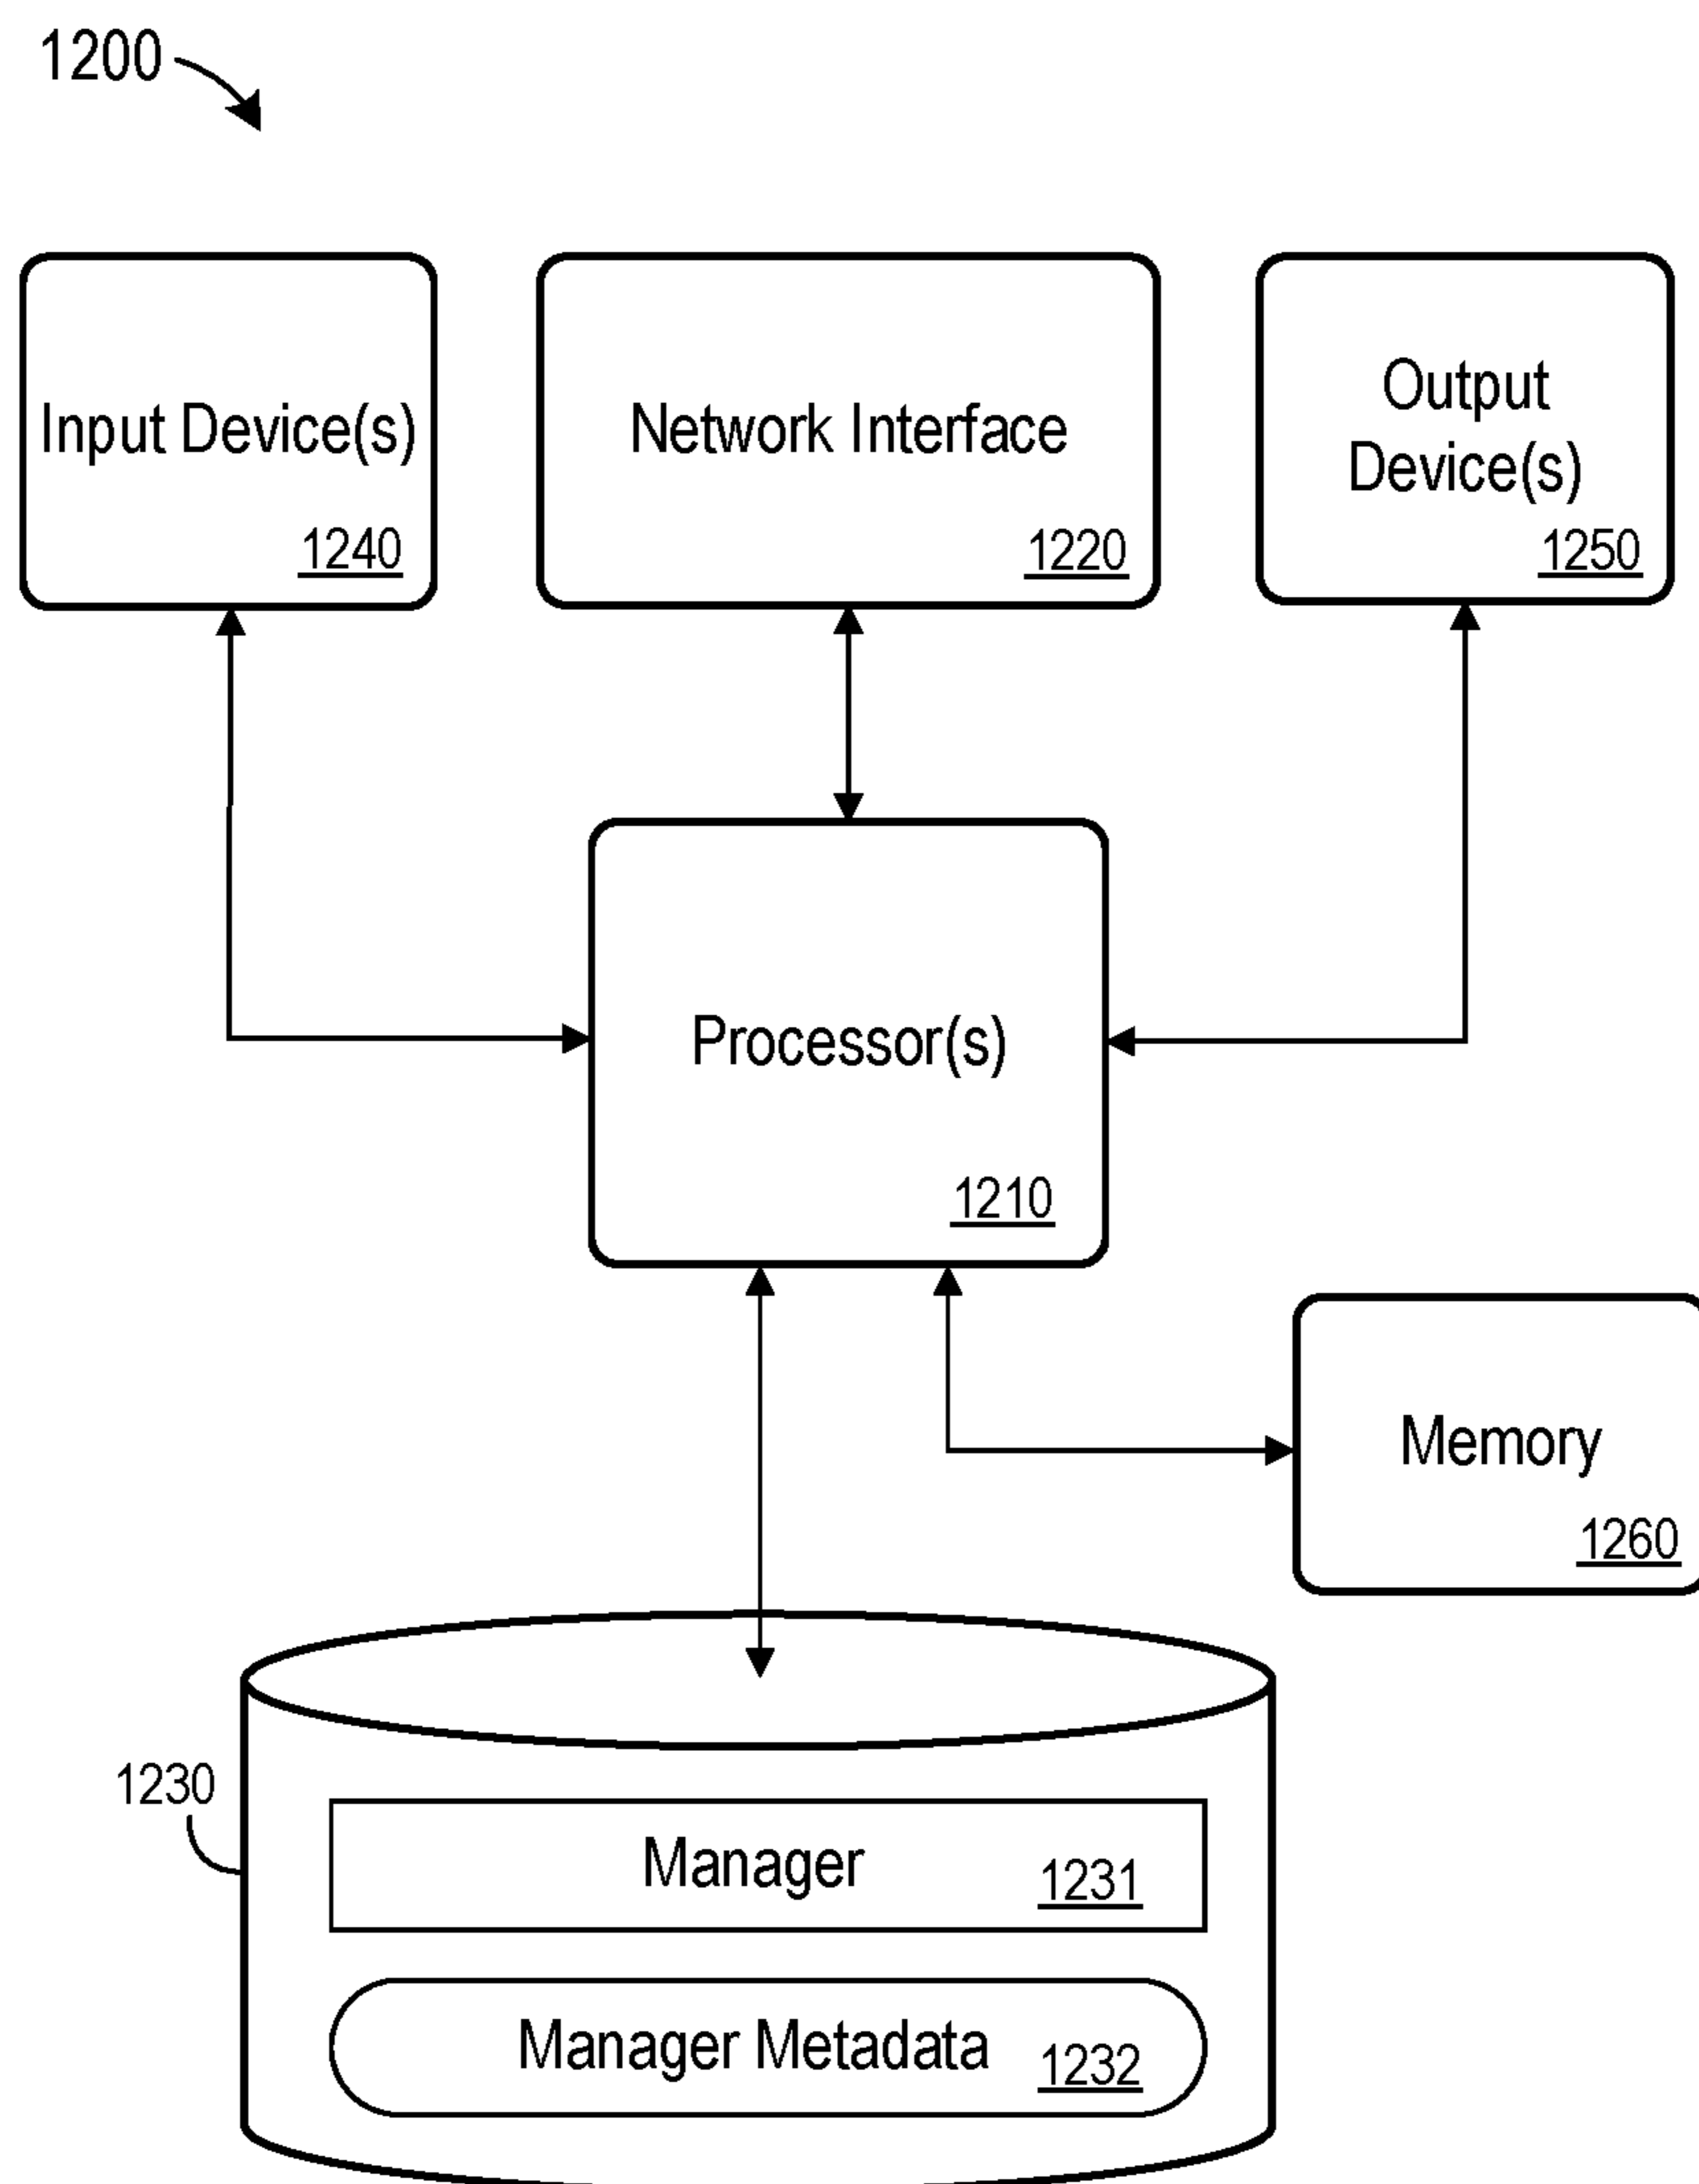 1200
Input Device(s)
1240
Network Interface
1220
Output
Device(s)
1250
Processor(s)
1210
Memory
1260
1230
Manager
1231
Manager Metadata
1232